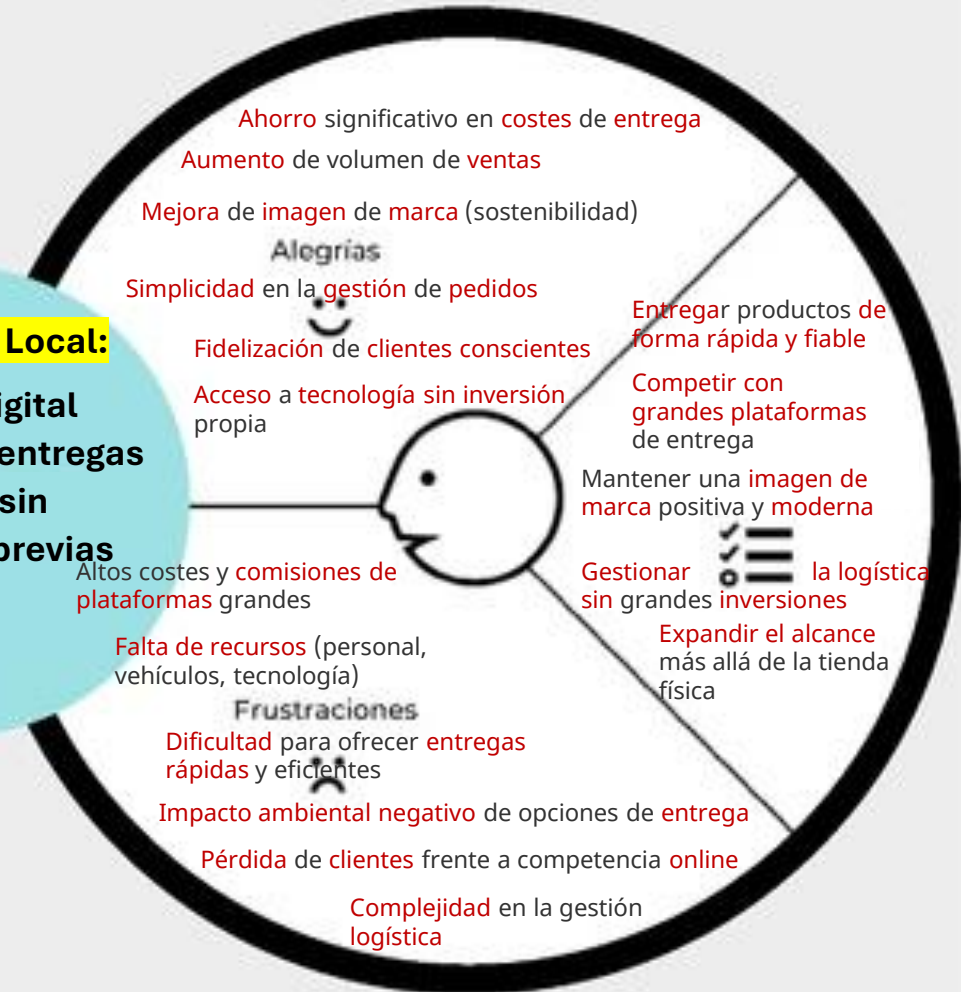 Ahorro significativo en costes de entrega
Aumento de volumen de ventas
Mejora de imagen de marca (sostenibilidad)
Alegrías
Simplicidad en la gestión de pedidos
Fidelización de clientes conscientes
Acceso a tecnología sin inversión
propia
Local:
igital
entregas
sin
previas
Entregar productos de
forma rápida y fiable
Competir con
grandes plataformas
de entrega
Mantener una imagen de
marca positiva y moderna
Gestionar la logística
sin grandes inversiones
Expandir el alcance
más allá de la tienda
física
Altos costes y comisiones de
plataformas grandes
Falta de recursos (personal,
vehículos, tecnología)
Frustraciones
Dificultad para ofrecer entregas
rápidas y eficientes
Impacto ambiental negativo de opciones de entrega
Pérdida de clientes frente a competencia online
Complejidad en la gestión
logística